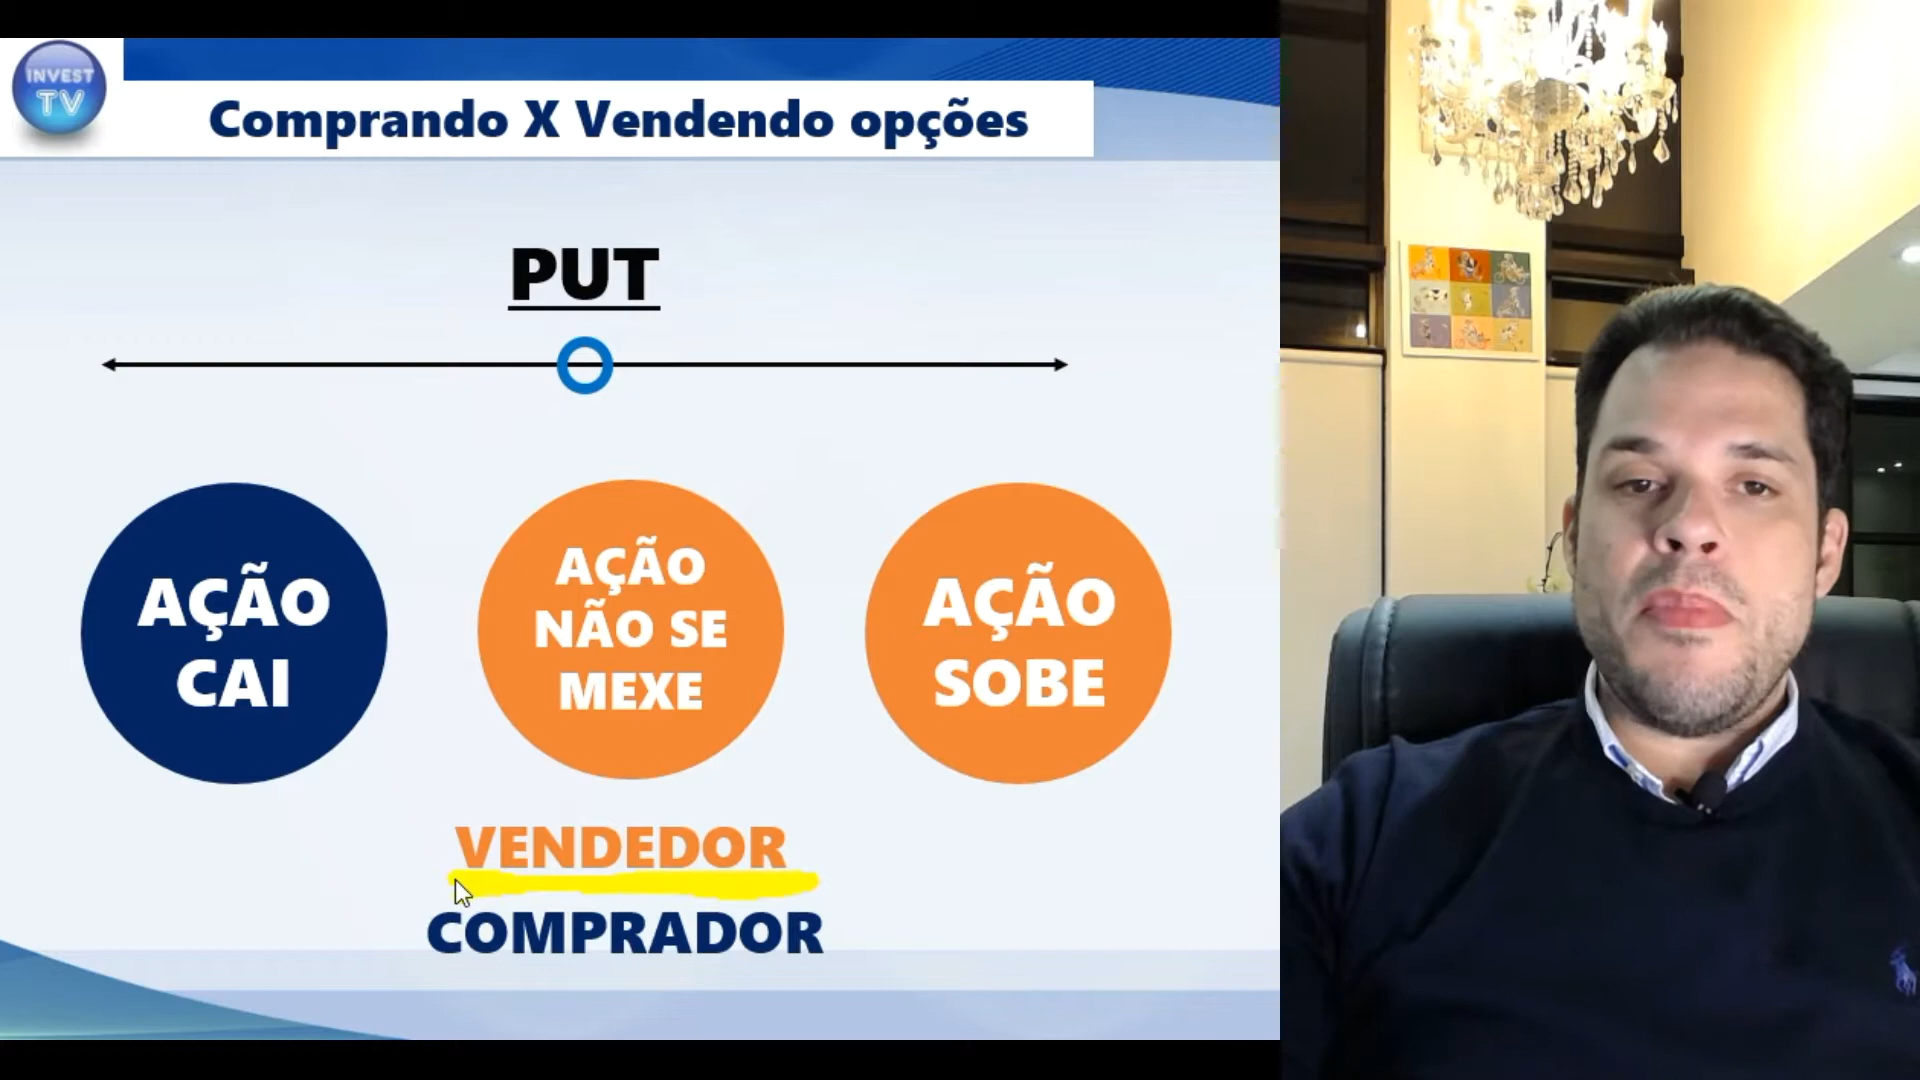 INVEST
TV
Comprando X Vendendo opções
PUT
AÇÃO
CAI
AÇÃO
NÃO SE
MEXE
AÇÃO
SOBE
VENDEDOR
COMPRADOR